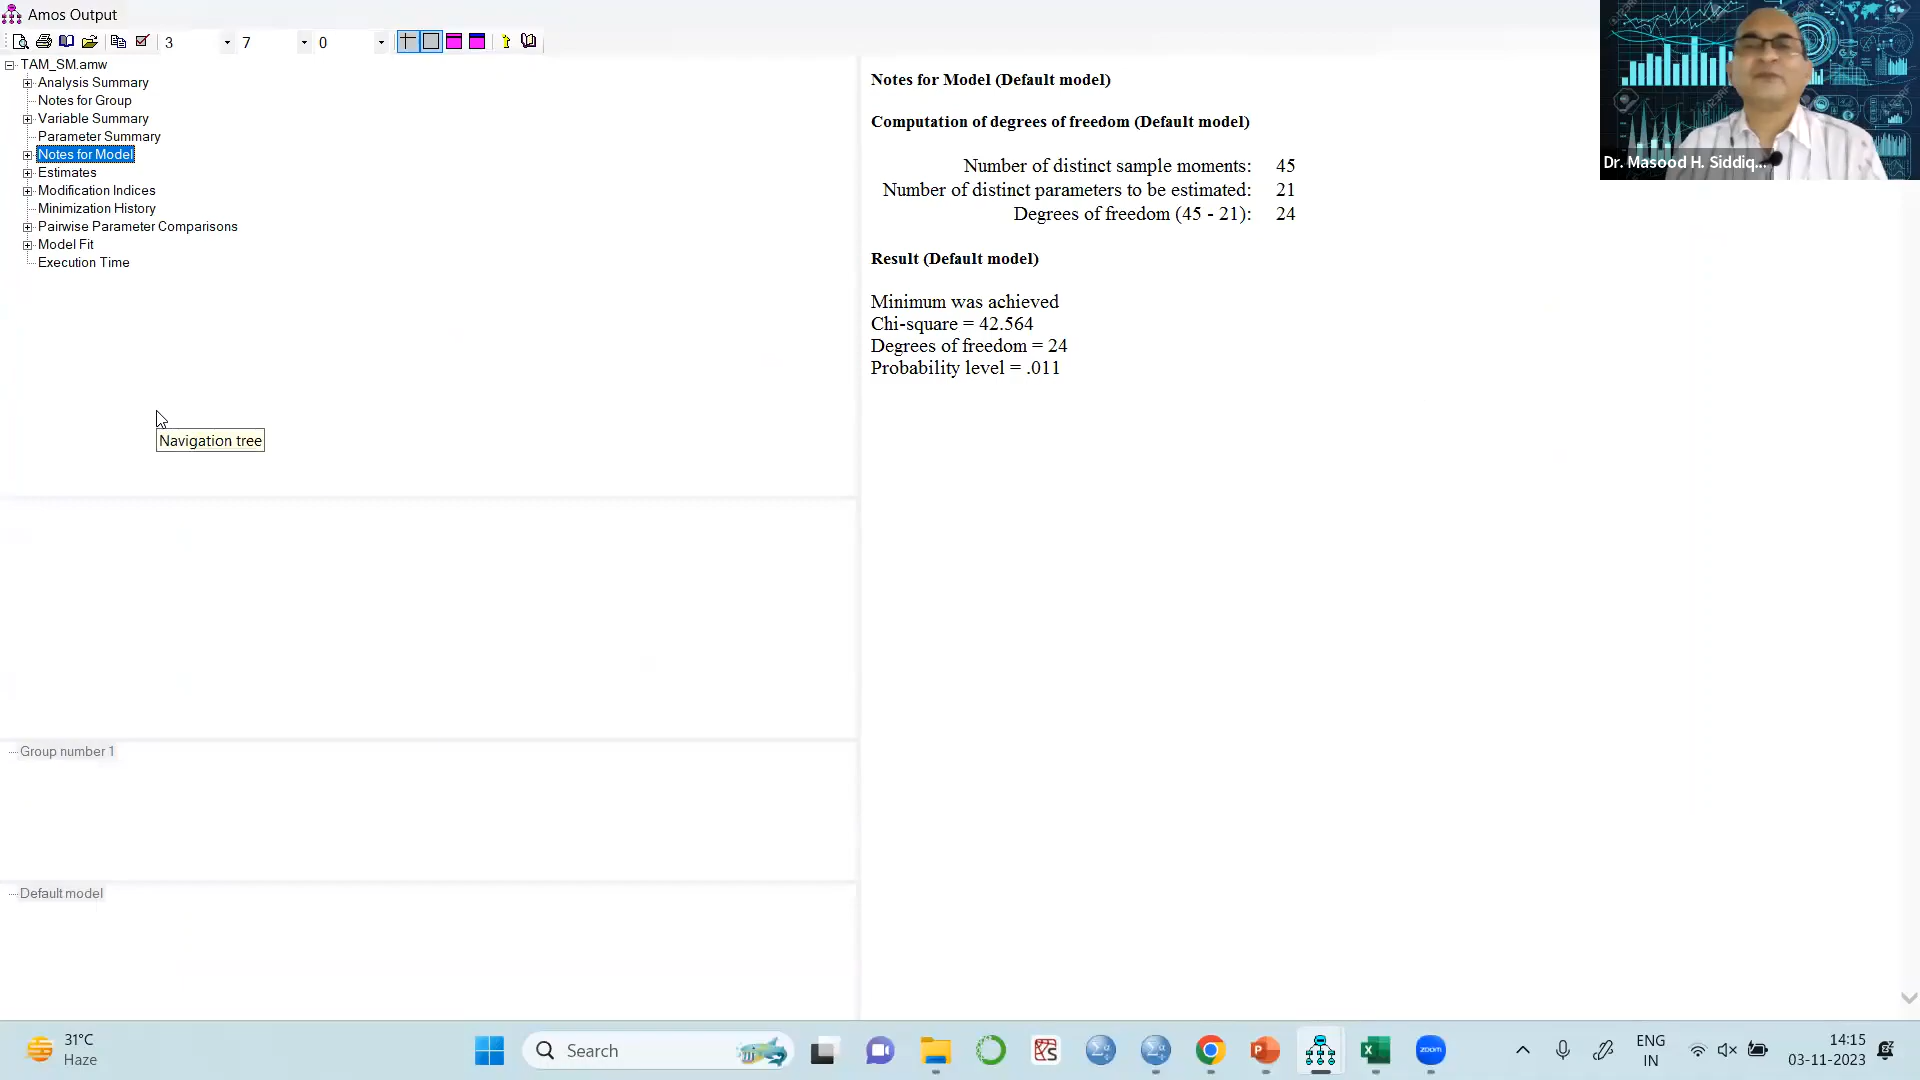 Amos Output
3
7
0
TAM_SM.amw
Analysis Summary
Notes for Group
Variable Summary
Parameter Summary
Notes for Model
Estimates
Modification Indices
Minimization History
Pairwise Parameter Comparisons
Model Fit
Execution Time
Navigation tree
Group number 1
Default model
Notes for Model (Default model)
Computation of degrees of freedom (Default model)
Number of distinct sample moments: 45
Number of distinct parameters to be estimated: 21
Degrees of freedom (45 - 21): 24
Result (Default model)
Minimum was achieved
Chi-square = 42.564
Degrees of freedom = 24
Probability level = .011
Dr. Masood H. Siddiq...
31°C
Haze
Search
zoom
ENG
IN
14:15
03-11-2023